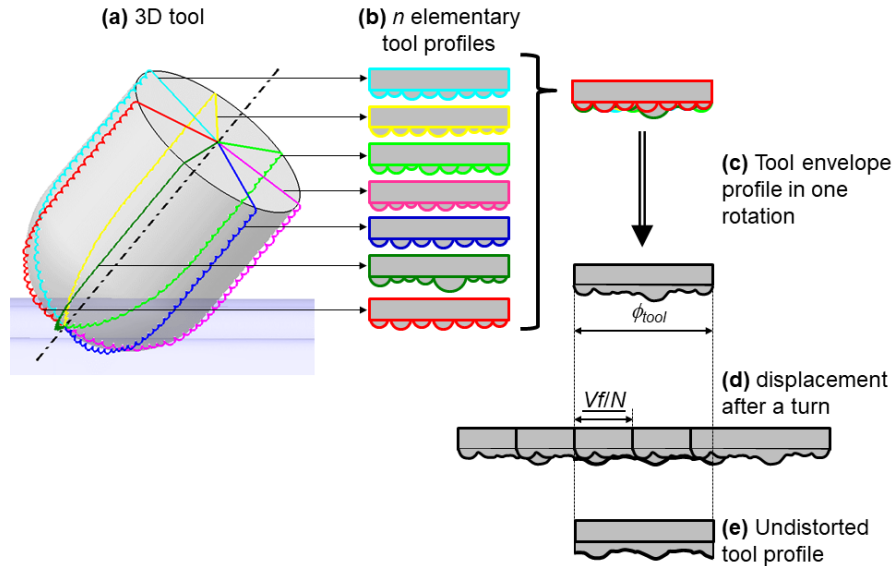 (a) 3D tool
(b) n elementary
tool profiles
(c) Tool envelope
profile in one
rotation
ϕtool
(d) displacement
after a turn
Vf/N
(e) Undistorted
tool profile